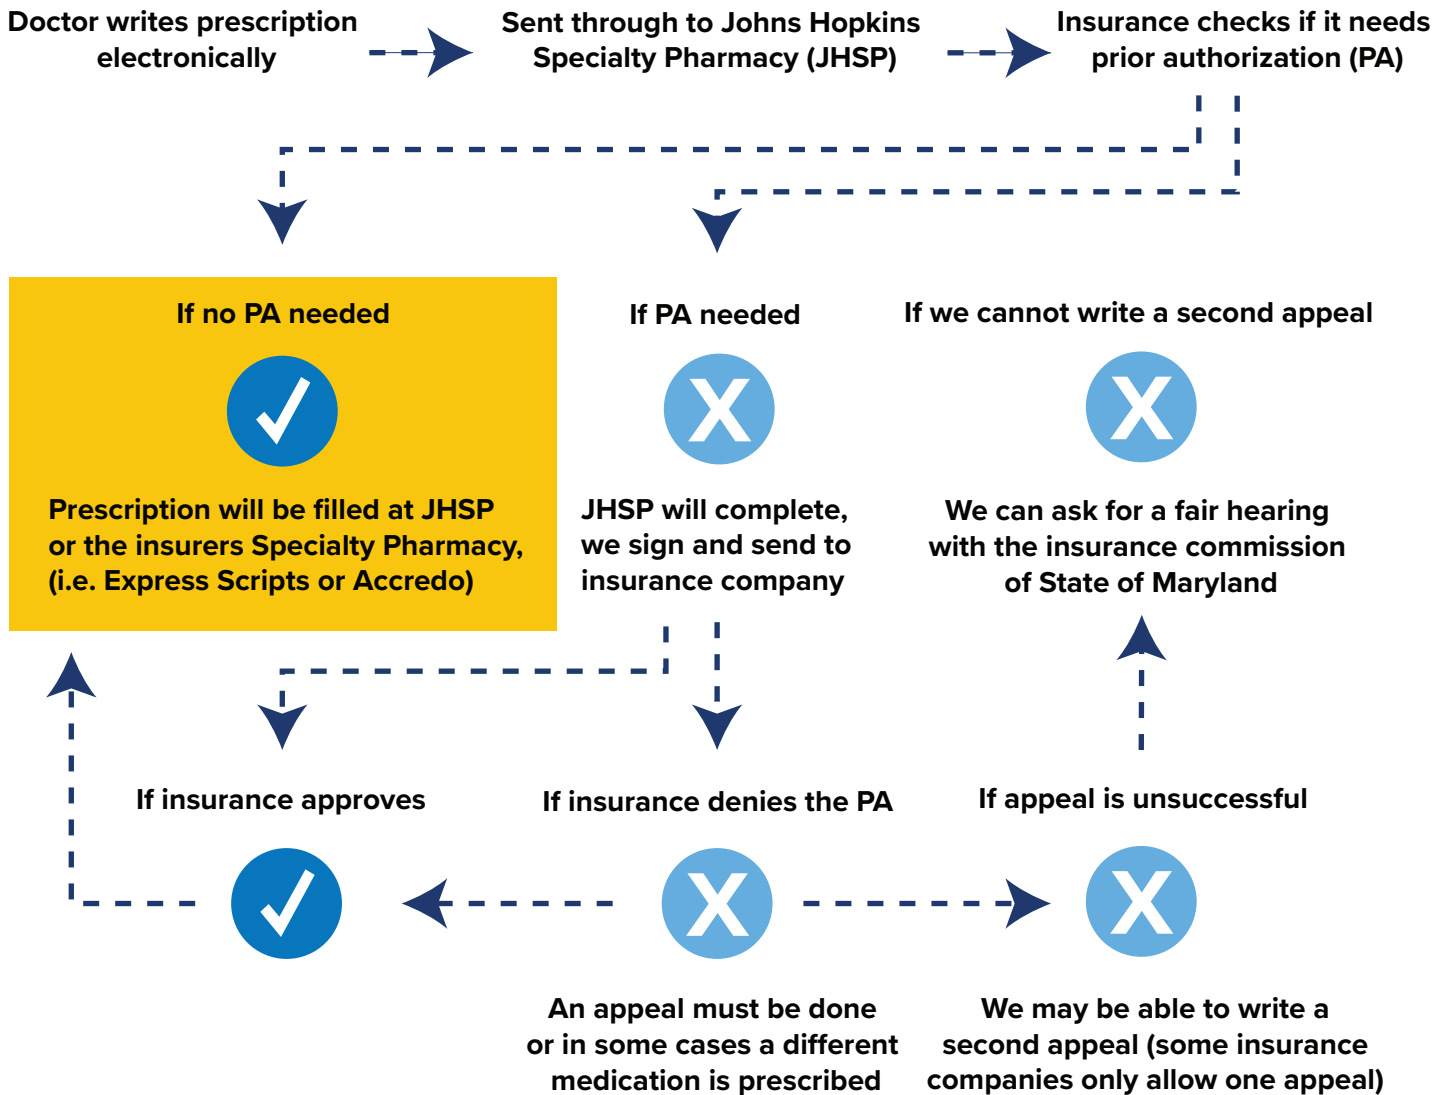 Doctor writes prescription
electronically
Sent through to Johns Hopkins
Specialty Pharmacy (JHSP)
Insurance checks if it needs
prior authorization (PA)
If no PA needed
Prescription will be filled at JHSP
or the insurers Specialty Pharmacy,
(i.e. Express Scripts or Accredo)
If PA needed
X
JHSP will complete,
we sign and send to
insurance company
If we cannot write a second appeal
X
We can ask for a fair hearing
with the insurance commission
of State of Maryland
If insurance approves
If insurance denies the PA
X
An appeal must be done
or in some cases a different
medication is prescribed
If appeal is unsuccessful
X
We may be able to write a
second appeal (some insurance
companies only allow one appeal)